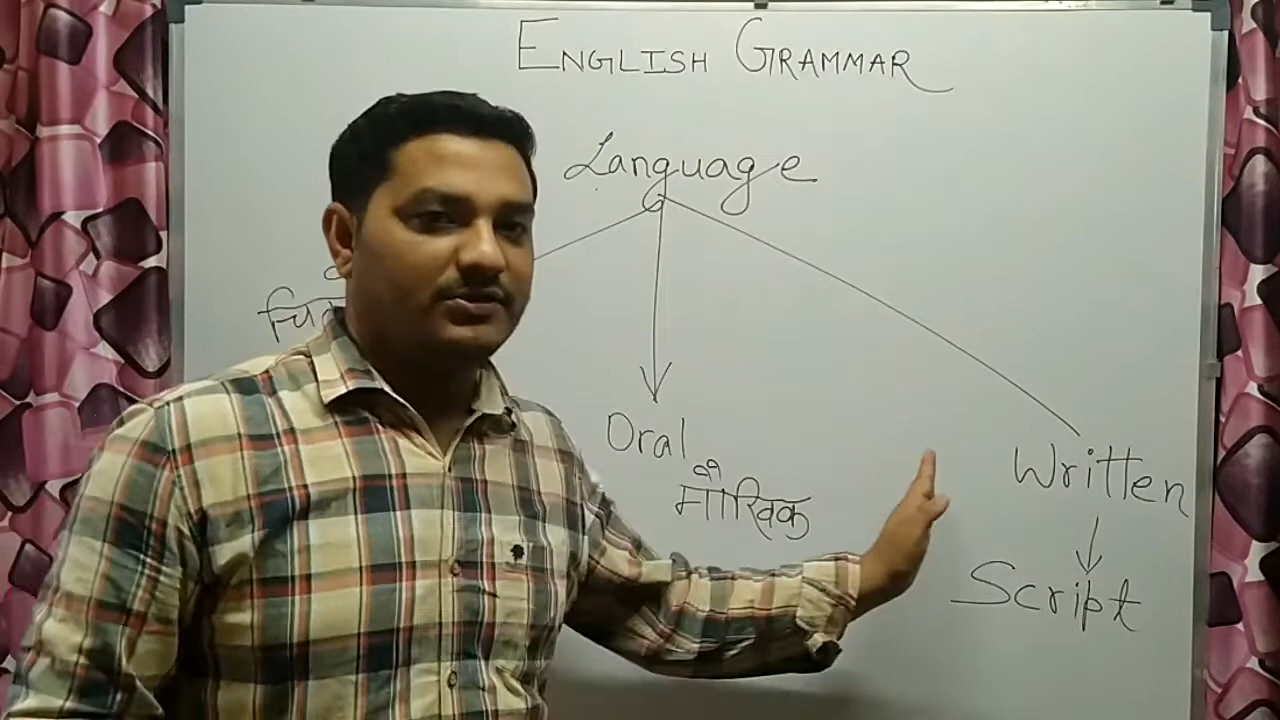 ENGLISH GRAMMAR
Language
Oral
मौखिक
Written
Script